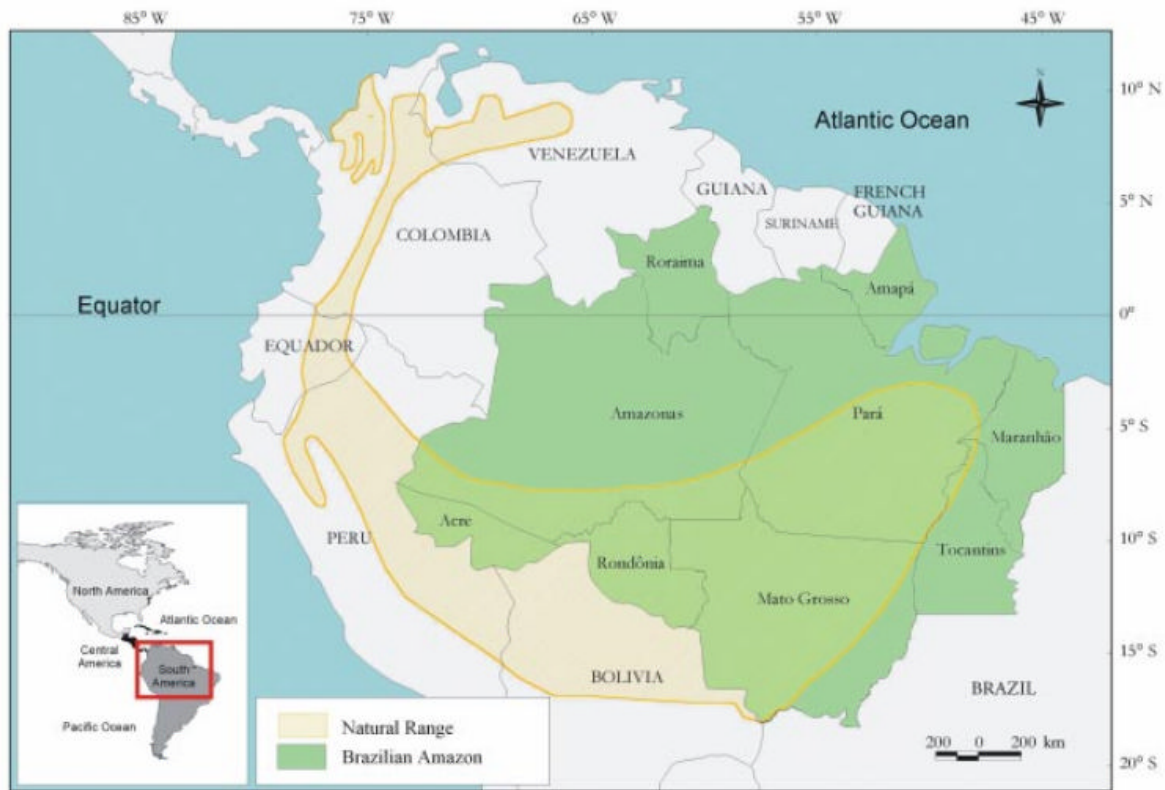 85° W
75° W
65° W
55° W
45° W
N
10° N
Atlantic Ocean
VENEZUELA
GUIANA
FRENCH
GUIANA
SURINAME
5° N
COLOMBIA
Roraima
Amapá
Equator
0°
EQUADOR
Amazonas
Pará
Maranhão
5° S
PERU
Acre
Rondônia
Tocantins
10° S
Mato Grosso
BOLIVIA
BRAZIL
15° S
North America
Atlantic Ocean
Central
America
South
America
Pacific Ocean
Natural Range
Brazilian Amazon
200 0 200 km
20° S